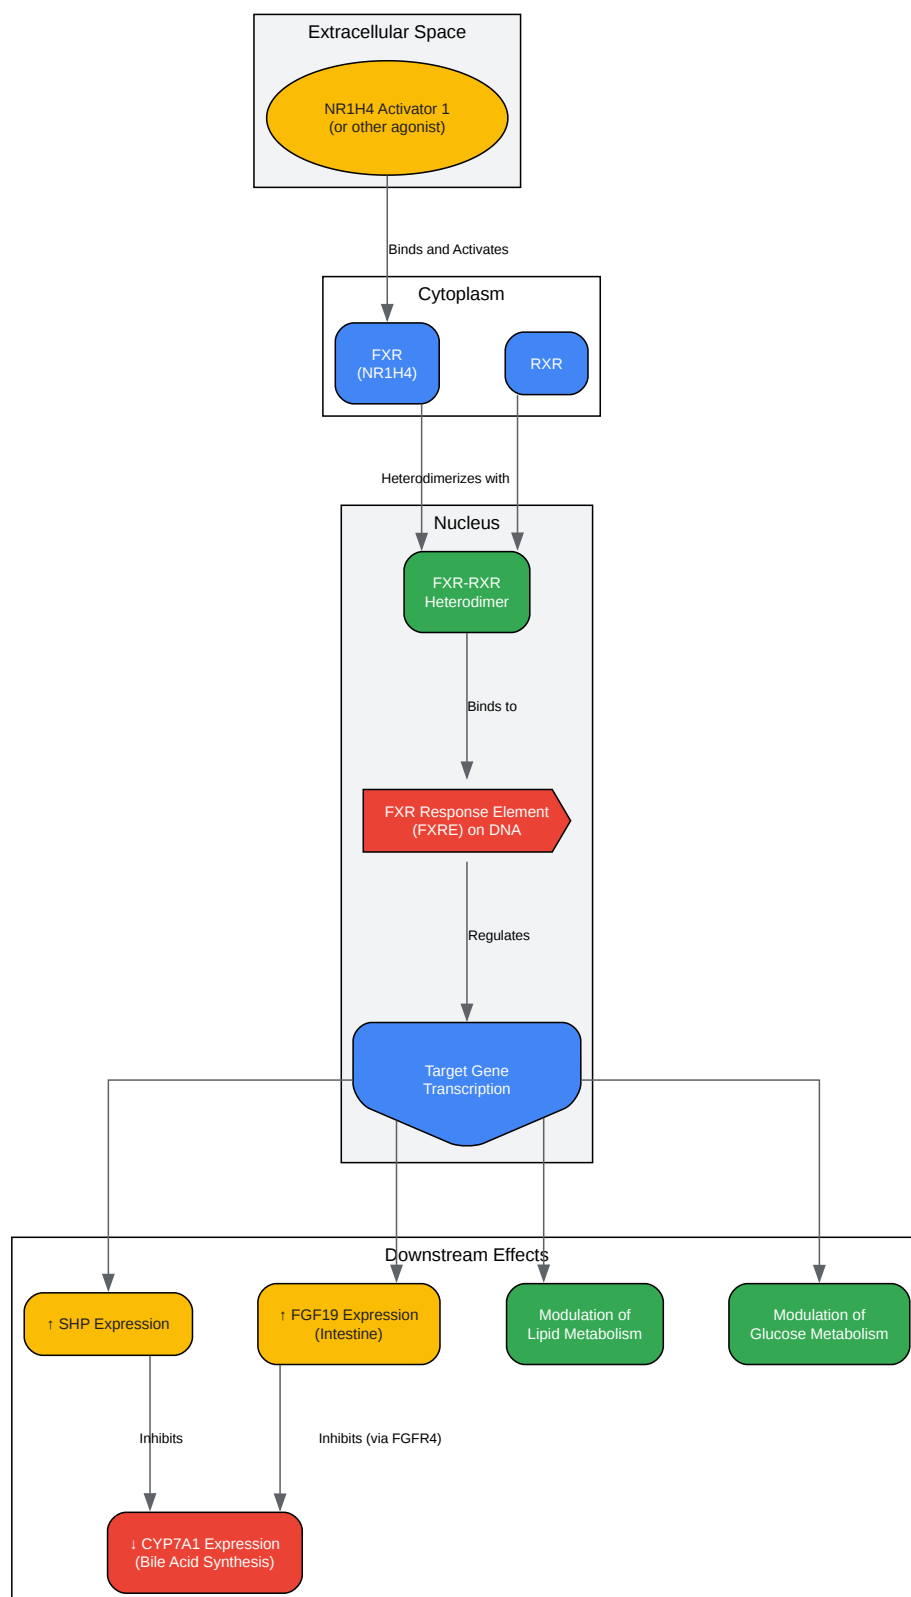 Extracellular Space
NR1H4 Activator 1
(or other agonist)
Binds and Activates
Cytoplasm
FXR
(NR1H4)
RXR
Heterodimerizes with
Nucleus
FXR-RXR
Heterodimer
Binds to
FXR Response Element
(FXRE) on DNA
Regulates
Target Gene
Transcription
Downstream Effects
↑ SHP Expression
↑ FGF19 Expression
(Intestine)
Modulation of
Lipid Metabolism
Modulation of
Glucose Metabolism
Inhibits
Inhibits (via FGFR4)
↓ CYP7A1 Expression
(Bile Acid Synthesis)